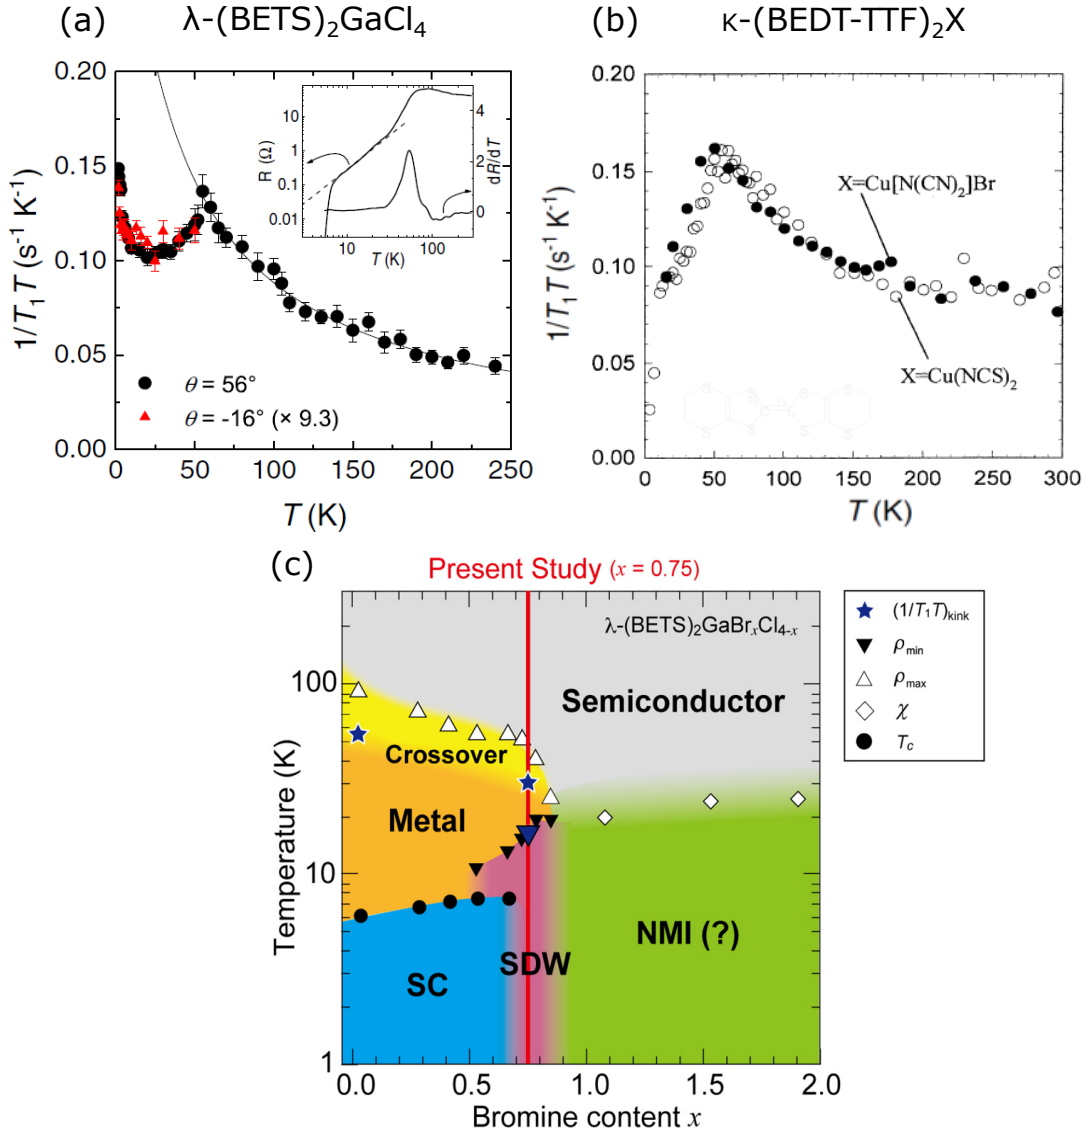 (a) λ-(BETS)₂GaCl₄
0.20
0.15
0.10
0.05
0.00
1/T₁T (s⁻¹ K⁻¹)
0 50 100 150 200 250
T (K)
θ = 56°
θ = -16° (× 9.3)
10
1
0.1
0.01
R (Ω)
4
2
0
dR/dT
10 100
T (K)
(b) κ-(BEDT-TTF)₂X
0.20
0.15
0.10
0.05
0.00
1/T₁T (s⁻¹ K⁻¹)
X=Cu[N(CN)₂]Br
X=Cu(NCS)₂
S S S S
S S S S
0 50 100 150 200 250 300
T (K)
(c)
Present Study (x = 0.75)
λ-(BETS)₂GaBrₓCl₄₋ₓ
Semiconductor
Crossover
Metal
SC
SDW
NMI (?)
100
10
1
Temperature (K)
0.0 0.5 1.0 1.5 2.0
Bromine content x
(1/T₁T)kink
ρmin
ρmax
χ
Tc